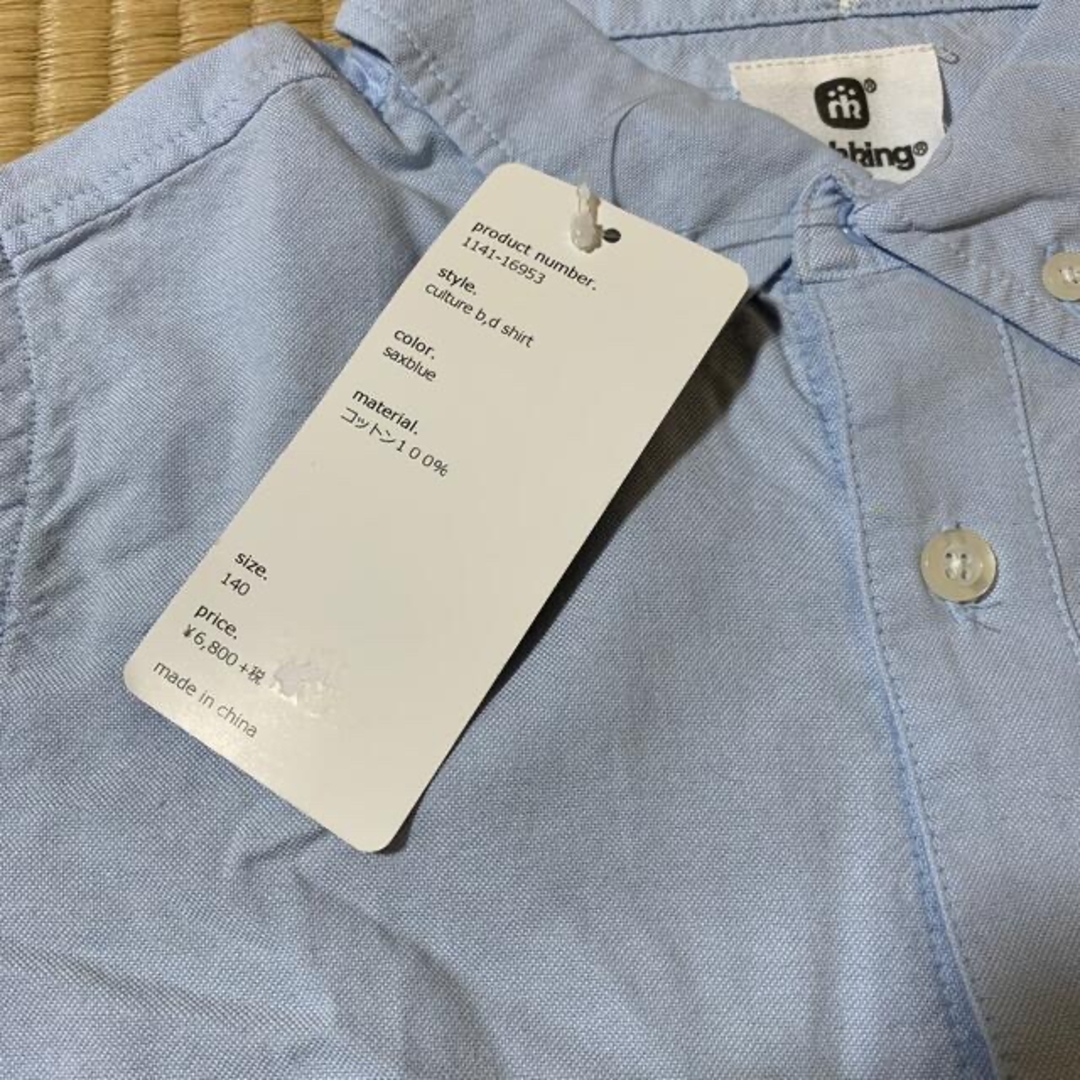 product number.
1141-16953
style.
culture b,d shirt
color.
saxblue
material.
コットン100%
size.
140
price.
¥6,800+税
made in china